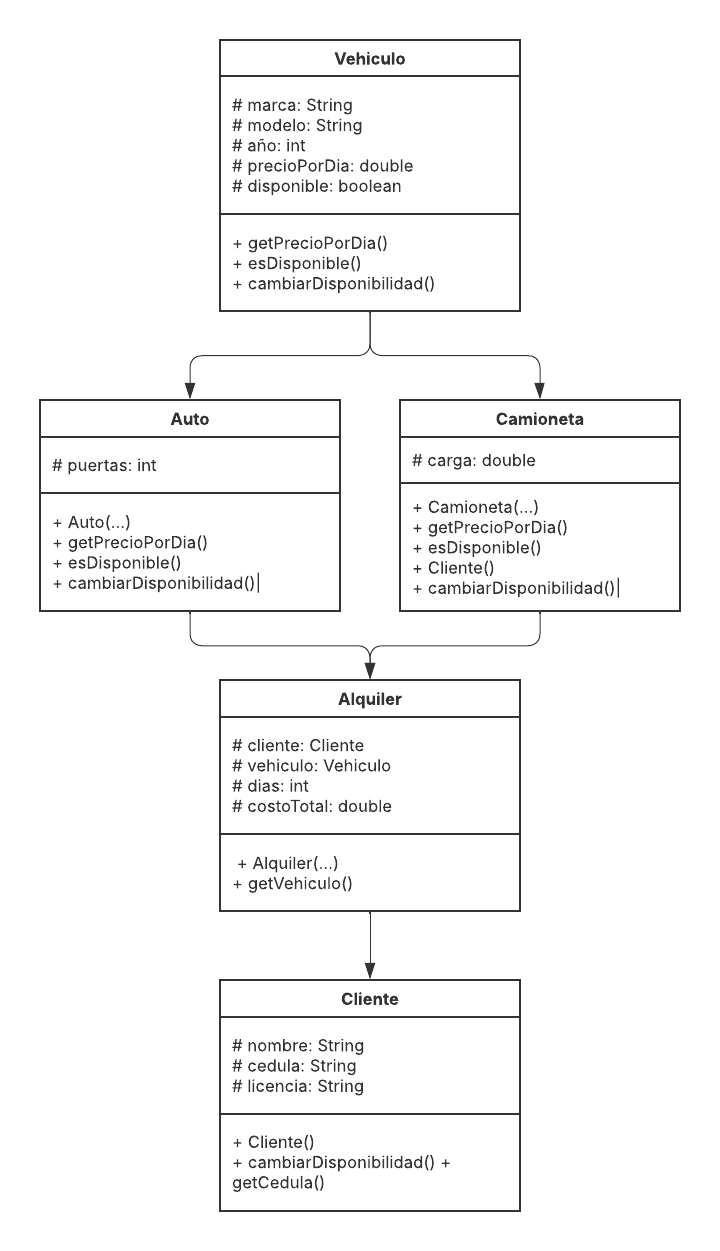 Vehiculo
# marca: String
# modelo: String
# año: int
# precioPorDia: double
# disponible: boolean
+ getPrecioPorDia()
+ esDisponible()
+ cambiarDisponibilidad()
Auto
# puertas: int
+ Auto(...)
+ getPrecioPorDia()
+ esDisponible()
+ cambiarDisponibilidad()|
Camioneta
# carga: double
+ Camioneta(...)
+ getPrecioPorDia()
+ esDisponible()
+ Cliente()
+ cambiarDisponibilidad()|
Alquiler
# cliente: Cliente
# vehiculo: Vehiculo
# dias: int
# costoTotal: double
+ Alquiler(...)
+ getVehiculo()
Cliente
# nombre: String
# cedula: String
# licencia: String
+ Cliente()
+ cambiarDisponibilidad() +
getCedula()